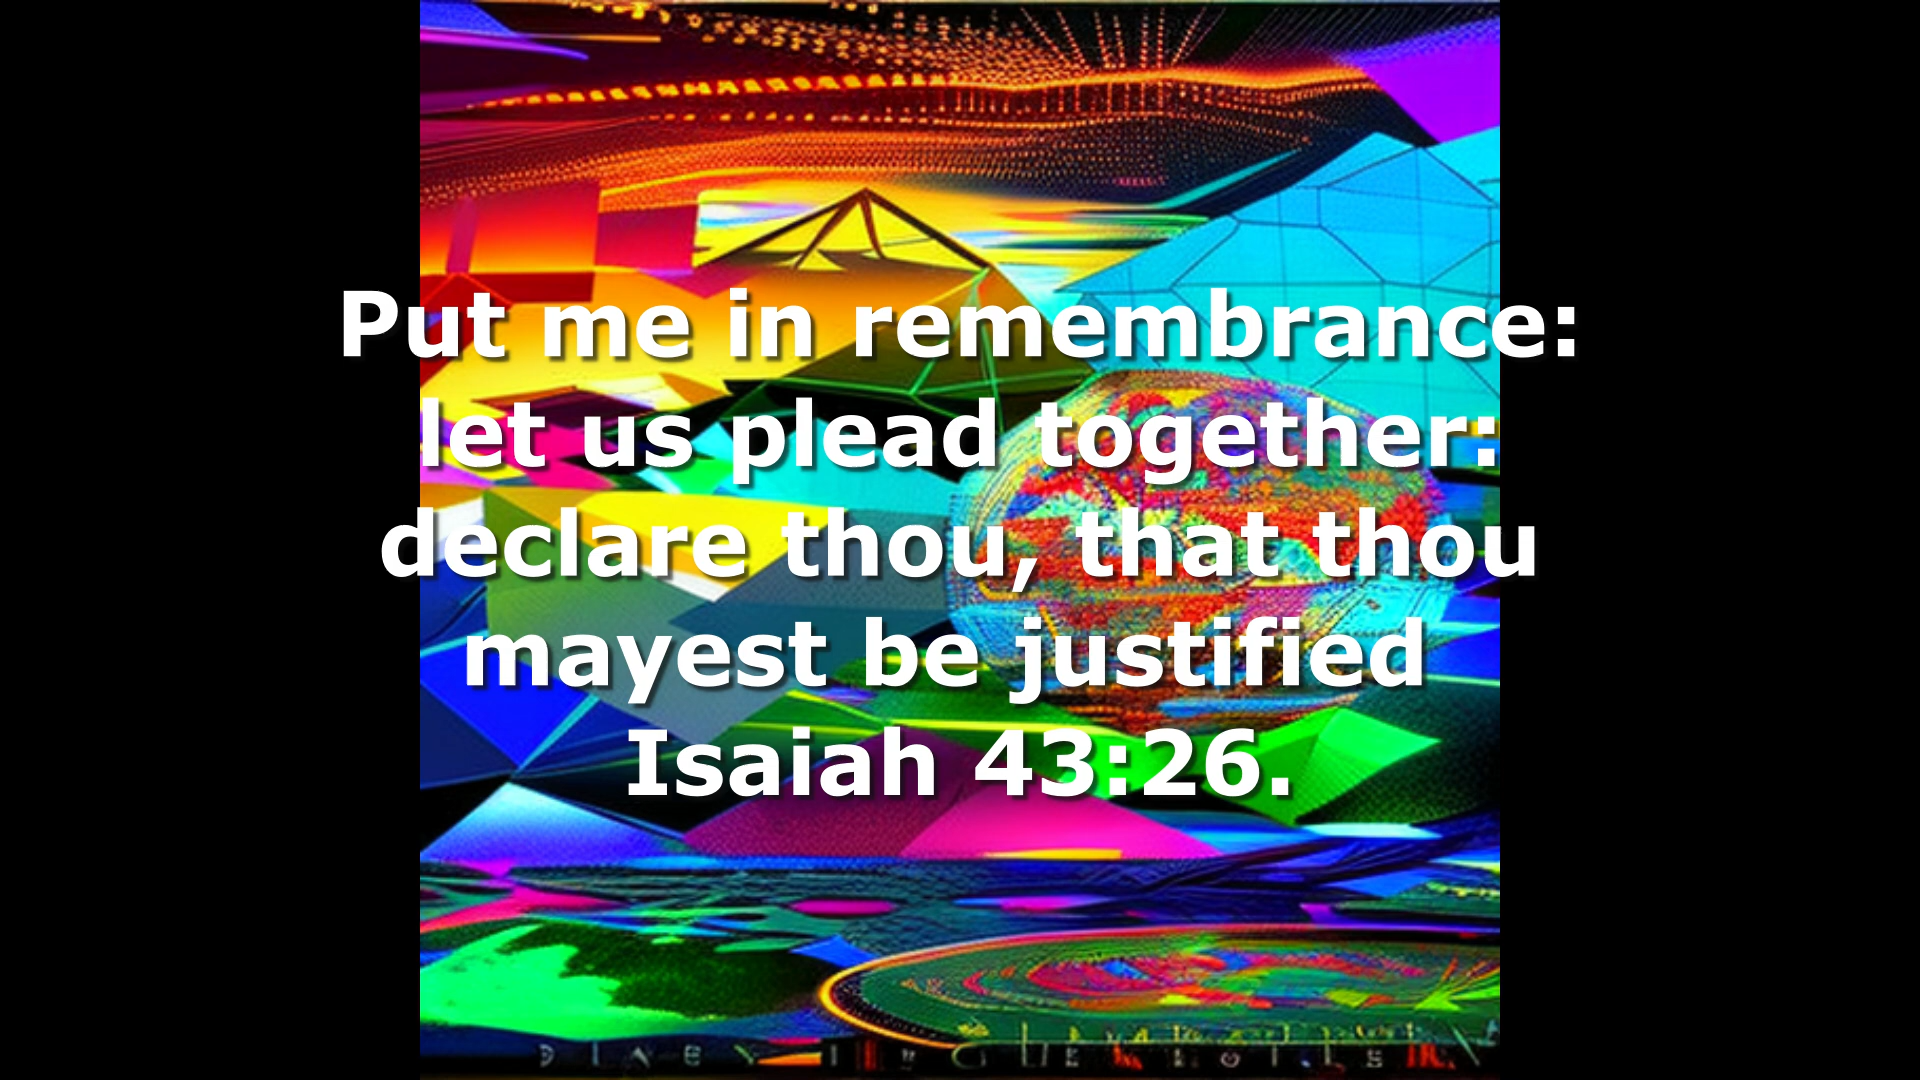 Put me in remembrance:
let us plead together:
declare thou, that thou
mayest be justified
Isaiah 43:26.